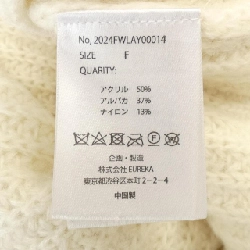 No, 2024FWLAY00014
SIZE F
QUARITY:
アクリル 50%
アルパカ 37%
ナイロン 13%
企画・製造
株式会社 EUREKA
東京都渋谷区本町2-2-4
中国製